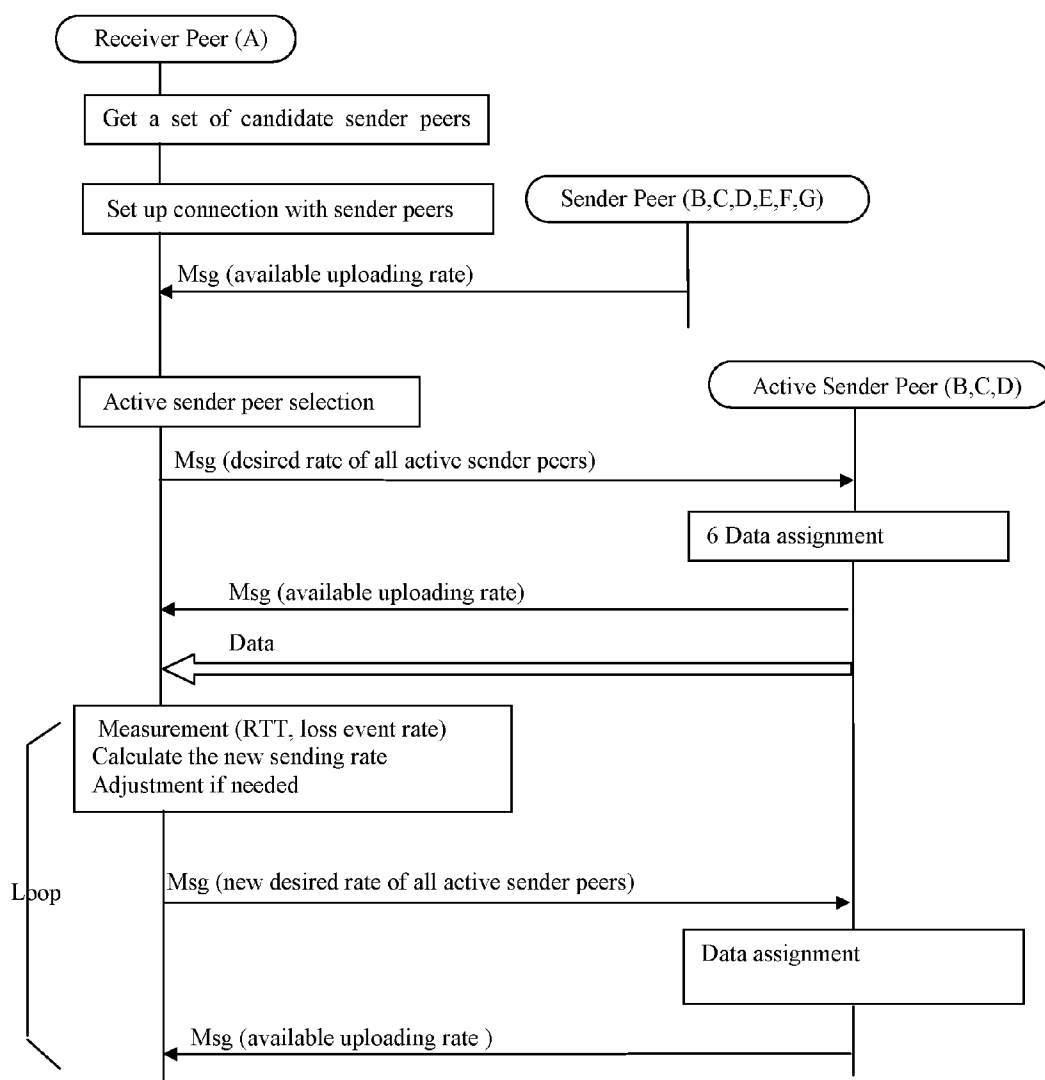 Receiver Peer (A)
Get a set of candidate sender peers
Set up connection with sender peers
Sender Peer (B,C,D,E,F,G)
Msg (available uploading rate)
Active sender peer selection
Active Sender Peer (B,C,D)
Msg (desired rate of all active sender peers)
6 Data assignment
Msg (available uploading rate)
Data
Measurement (RTT, loss event rate)
Calculate the new sending rate
Adjustment if needed
Loop
Msg (new desired rate of all active sender peers)
Data assignment
Msg (available uploading rate )